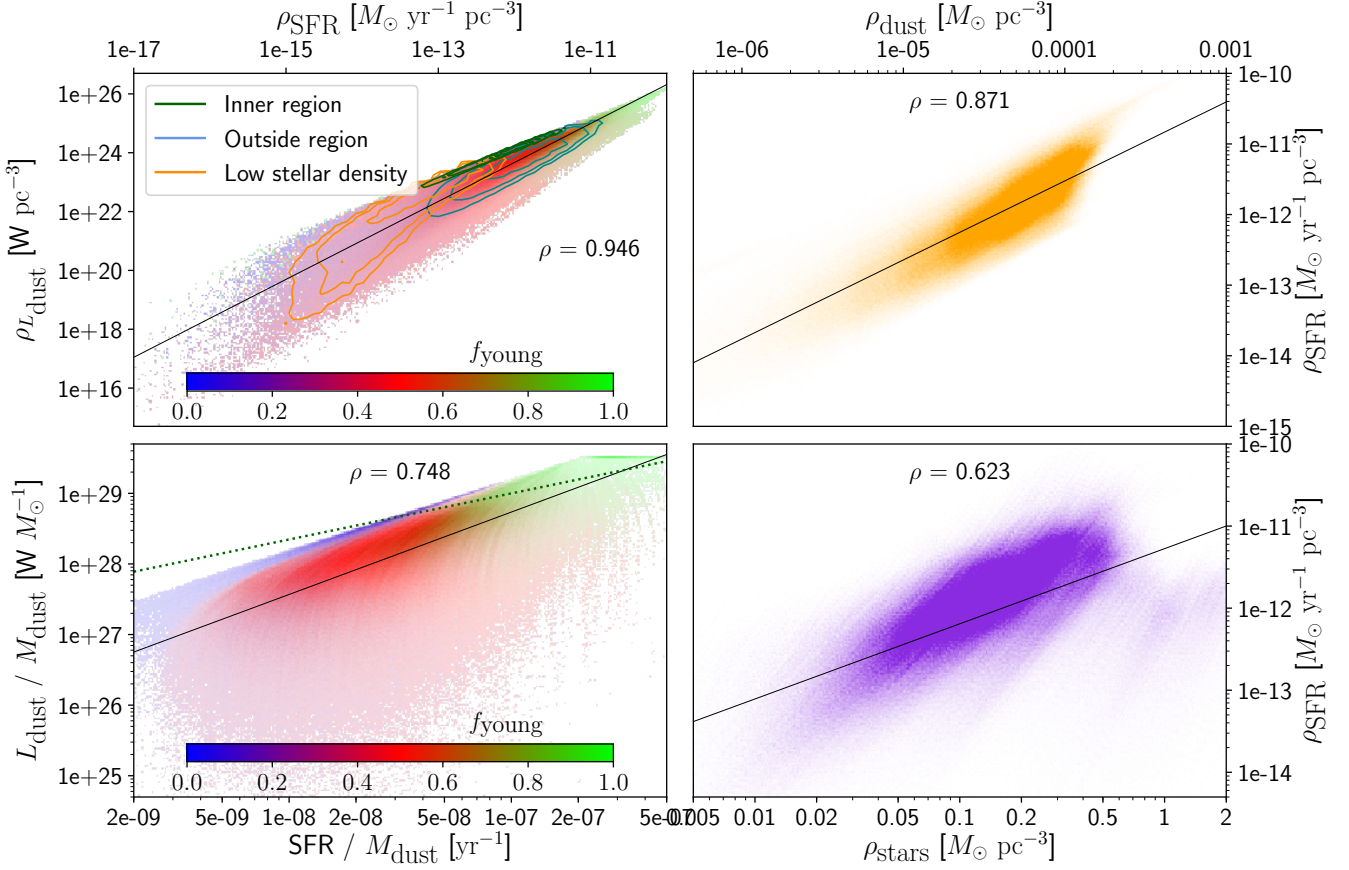 ρSFR [M⊙ yr−1 pc−3]
1e-17 1e-15 1e-13 1e-11
ρdust [M⊙ pc−3]
1e-06 1e-05 0.0001 0.001
1e+26
1e+24
1e+22
1e+20
1e+18
1e+16
ρLdust [W pc−3]
Inner region
Outside region
Low stellar density
ρ = 0.946
fyoung
0.0 0.2 0.4 0.6 0.8 1.0
ρ = 0.871
1e-10
1e-11
1e-12
1e-13
1e-14
1e-15
ρSFR [M⊙ yr−1 pc−3]
1e+29
1e+28
1e+27
1e+26
1e+25
Ldust / Mdust [W M⊙−1]
ρ = 0.748
fyoung
0.0 0.2 0.4 0.6 0.8 1.0
2e-09 5e-09 1e-08 2e-08 5e-08 1e-07 2e-07 5e-07
SFR / Mdust [yr−1]
ρ = 0.623
1e-10
1e-11
1e-12
1e-13
1e-14
ρSFR [M⊙ yr−1 pc−3]
0.005 0.01 0.02 0.05 0.1 0.2 0.5 1 2
ρstars [M⊙ pc−3]